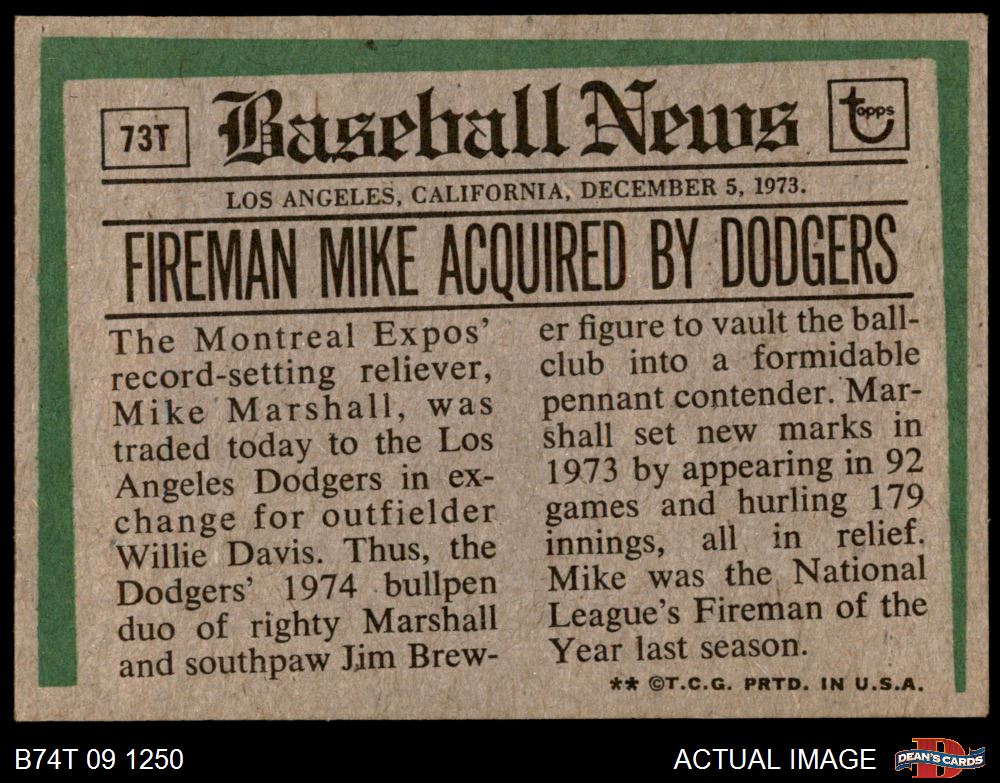 73T
Baseball News
topps
LOS ANGELES, CALIFORNIA, DECEMBER 5, 1973.
FIREMAN MIKE ACQUIRED BY DODGERS
The Montreal Expos'
record-setting reliever,
Mike Marshall, was
traded today to the Los
Angeles Dodgers in ex-
change for outfielder
Willie Davis. Thus, the
Dodgers' 1974 bullpen
duo of righty Marshall
and southpaw Jim Brew-
er figure to vault the ball-
club into a formidable
pennant contender. Mar-
shall set new marks in
1973 by appearing in 92
games and hurling 179
innings, all in relief.
Mike was the National
League's Fireman of the
Year last season.
** ©T.C.G. PRTD. IN U.S.A.
B74T 09 1250
ACTUAL IMAGE
D
DEAN'S CARDS